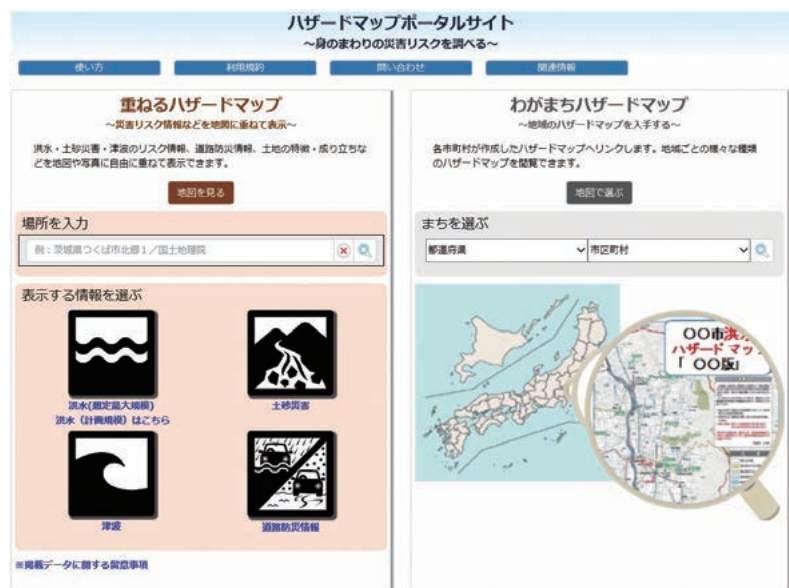 ハザードマップポータルサイト
～身のまわりの災害リスクを調べる～
使い方
利用規約
問い合わせ
関連情報
重ねるハザードマップ
～災害リスク情報などを地図に重ねて表示～
洪水・土砂災害・津波のリスク情報、道路防災情報、土地の特徴・成り立ちな
どを地図や写真に自由に重ねて表示できます。
地図を見る
場所を入力
例：茨城県つくば市北郷１／国土地理院
表示する情報を選ぶ
洪水(想定最大規模)
洪水（計画規模）はこちら
土砂災害
津波
道路防災情報
※掲載データに関する留意事項
わがまちハザードマップ
～地域のハザードマップを入手する～
各市町村が作成したハザードマップへリンクします。地域ごとの様々な種類
のハザードマップを閲覧できます。
地図で選ぶ
まちを選ぶ
都道府県
市区町村
〇〇市洪水
ハザード マップ
「 〇〇版」